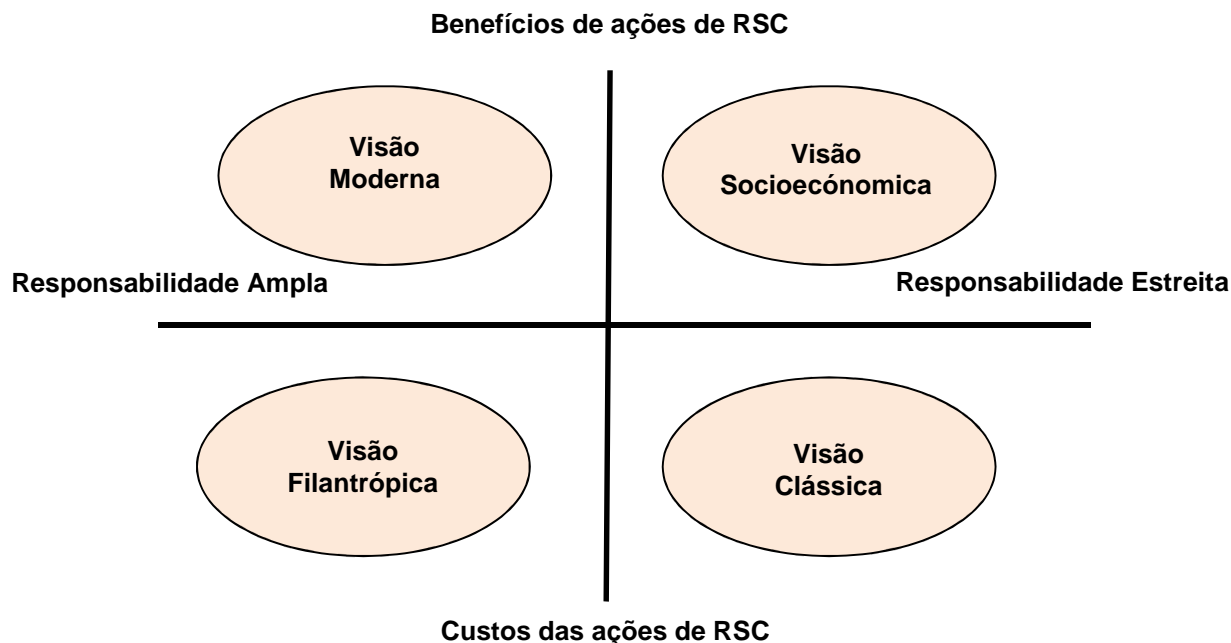 Benefícios de ações de RSC
Visão
Moderna
Visão
Socioecónomica
Responsabilidade Ampla
Responsabilidade Estreita
Visão
Filantrópica
Visão
Clássica
Custos das ações de RSC